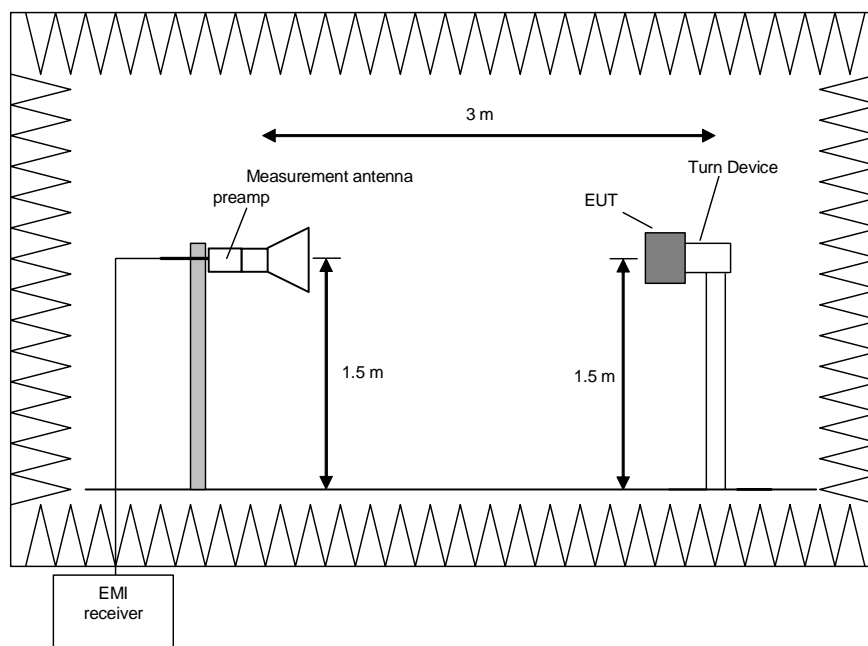 3 m
Measurement antenna
preamp
Turn Device
EUT
1.5 m
1.5 m
EMI
receiver